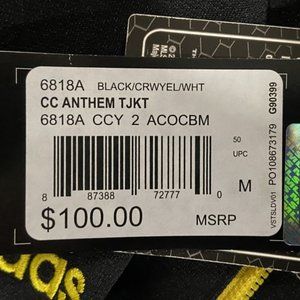 6818A BLACK/CRWYEL/WHT
CC ANTHEM TJKT
6818A CCY 2 ACOCBM
50
UPC
8 87388 72777 0
M
$100.00 MSRP
VSTSLDV01 PO108673179 G90399